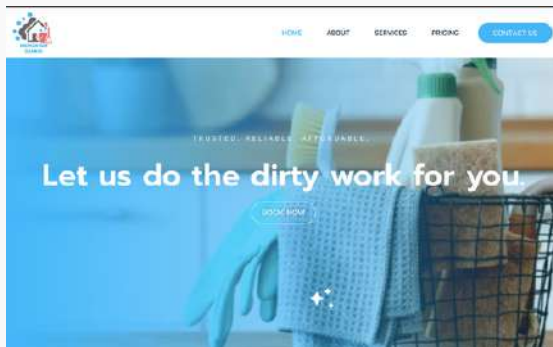 HOME ABOUT SERVICES PRICING CONTACT US
TRUSTED. RELIABLE. AFFORDABLE.
Let us do the dirty work for you.
BOOK NOW